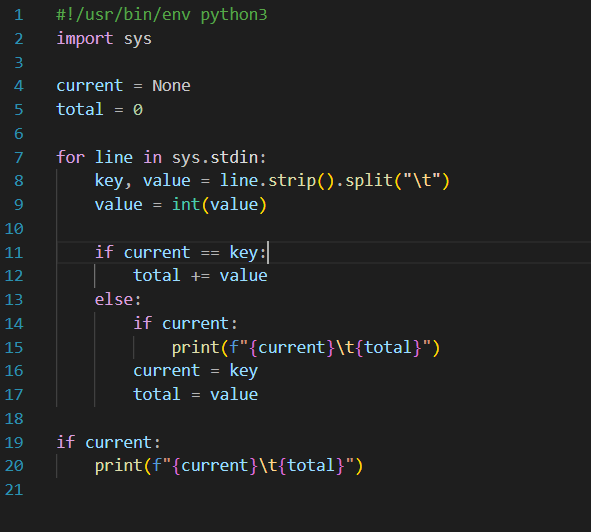 1 #!/usr/bin/env python3
2 import sys
3
4 current = None
5 total = 0
6
7 for line in sys.stdin:
8     key, value = line.strip().split("\t")
9     value = int(value)
10
11     if current == key:
12         total += value
13     else:
14         if current:
15             print(f"{current}\t{total}")
16         current = key
17         total = value
18
19 if current:
20     print(f"{current}\t{total}")
21